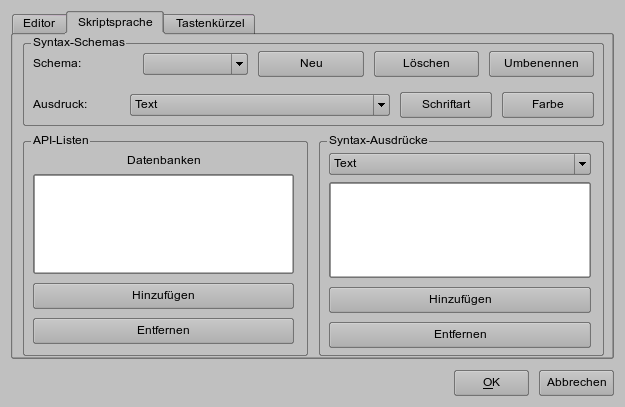 Editor Skriptsprache Tastenkürzel
Syntax-Schemas
Schema: Neu Löschen Umbenennen
Ausdruck: Text Schriftart Farbe
API-Listen
Datenbanken
Hinzufügen
Entfernen
Syntax-Ausdrücke
Text
Hinzufügen
Entfernen
OK Abbrechen